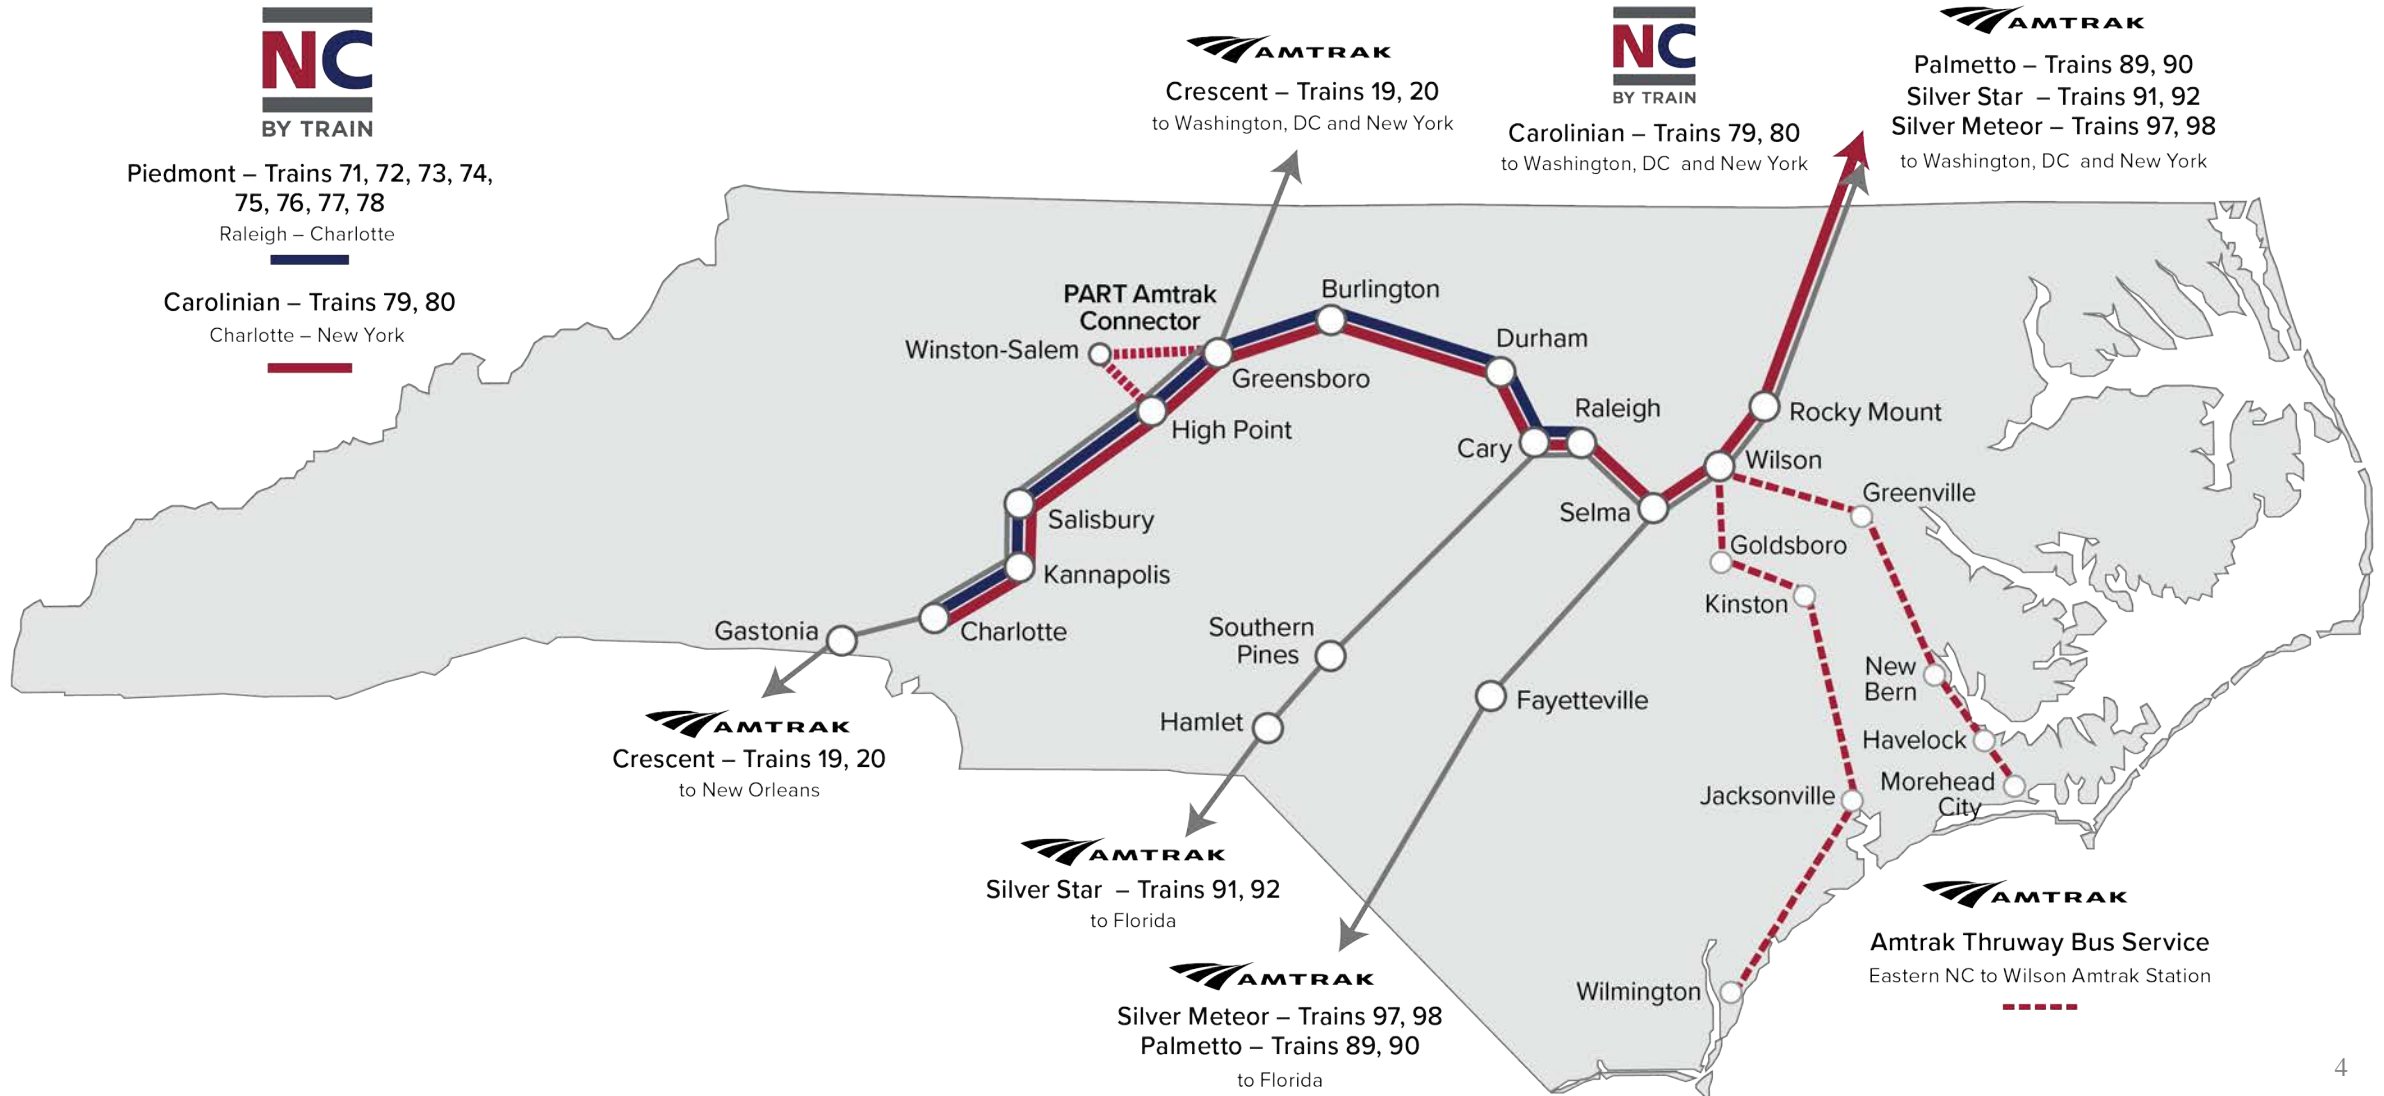 NC
BY TRAIN
Piedmont – Trains 71, 72, 73, 74,
75, 76, 77, 78
Raleigh – Charlotte
Carolinian – Trains 79, 80
Charlotte – New York
AMTRAK
Crescent – Trains 19, 20
to Washington, DC and New York
NC
BY TRAIN
Carolinian – Trains 79, 80
to Washington, DC and New York
AMTRAK
Palmetto – Trains 89, 90
Silver Star – Trains 91, 92
Silver Meteor – Trains 97, 98
to Washington, DC and New York
PART Amtrak
Connector
Winston-Salem
Greensboro
Burlington
Durham
High Point
Raleigh
Cary
Rocky Mount
Wilson
Selma
Salisbury
Kannapolis
Charlotte
Gastonia
Greenville
Goldsboro
Kinston
Southern
Pines
Hamlet
Fayetteville
New
Bern
Havelock
Morehead
City
Jacksonville
Wilmington
AMTRAK
Crescent – Trains 19, 20
to New Orleans
AMTRAK
Silver Star – Trains 91, 92
to Florida
AMTRAK
Silver Meteor – Trains 97, 98
Palmetto – Trains 89, 90
to Florida
AMTRAK
Amtrak Thruway Bus Service
Eastern NC to Wilson Amtrak Station
4